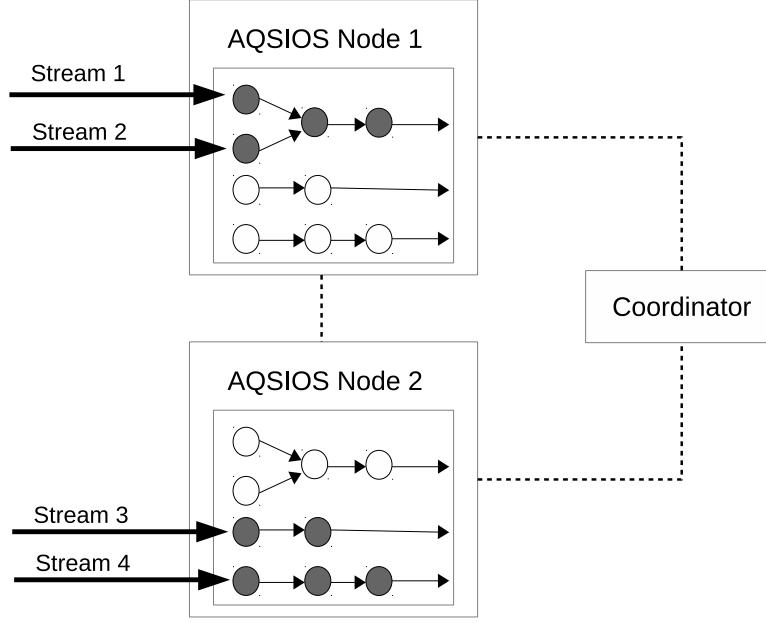 AQSIOS Node 1
Stream 1
Stream 2
Coordinator
AQSIOS Node 2
Stream 3
Stream 4